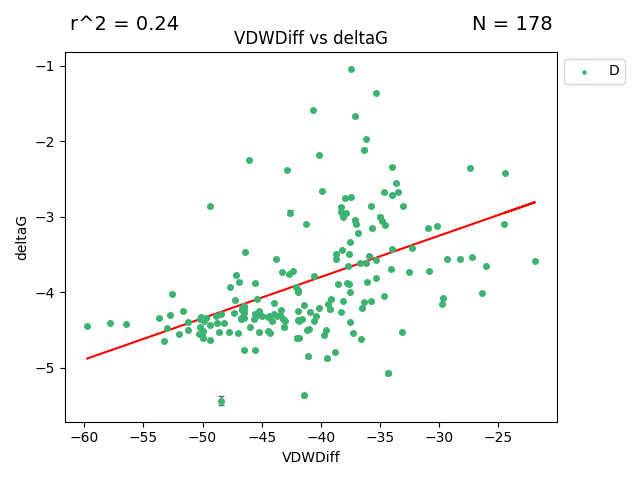 r^2 = 0.24 N = 178
VDWDiff vs deltaG
D
−1
−2
−3
−4
−5
deltaG
−60 −55 −50 −45 −40 −35 −30 −25
VDWDiff